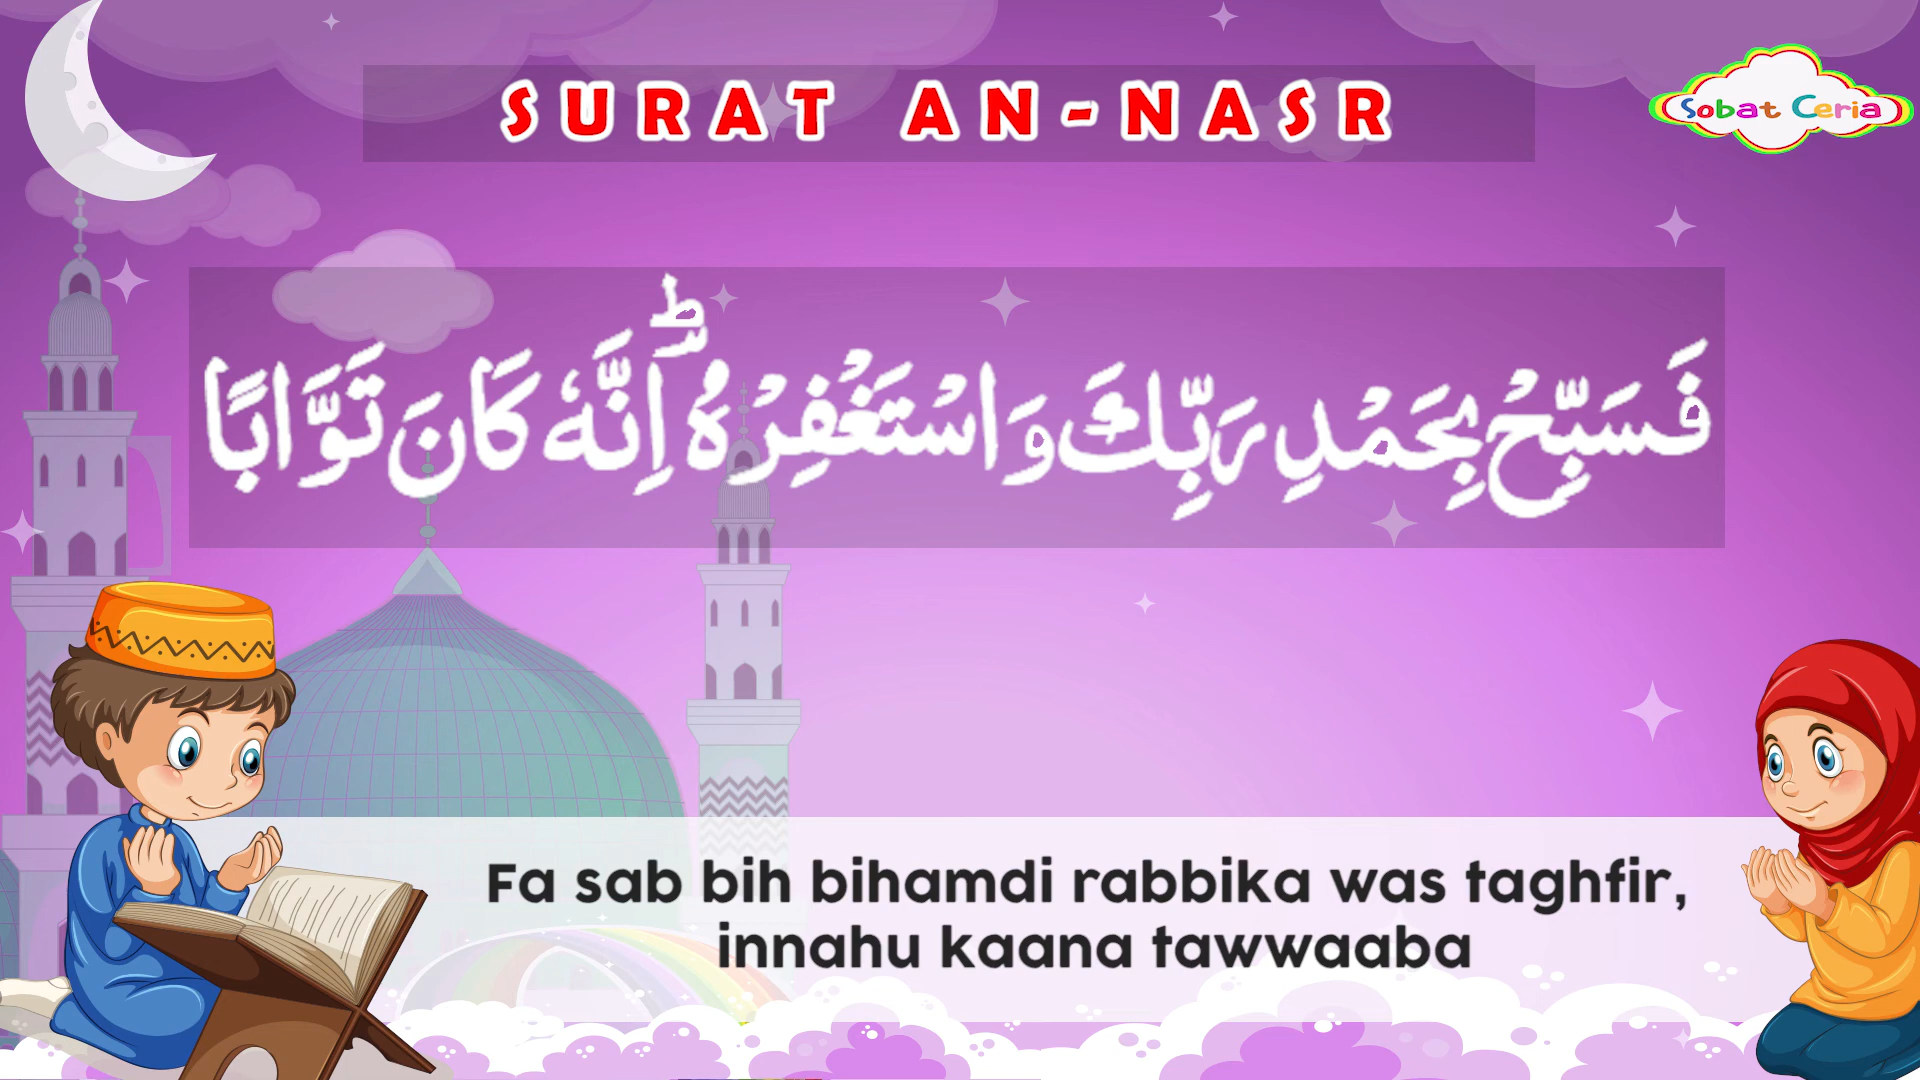 SURAT AN-NASR
Sobat Ceria
فَسَبِّحْ بِحَمْدِ رَبِّكَ وَاسْتَغْفِرْهُ ؕ اِنَّهٗ كَانَ تَوَّابًا
Fa sab bih bihamdi rabbika was taghfir,
innahu kaana tawwaaba